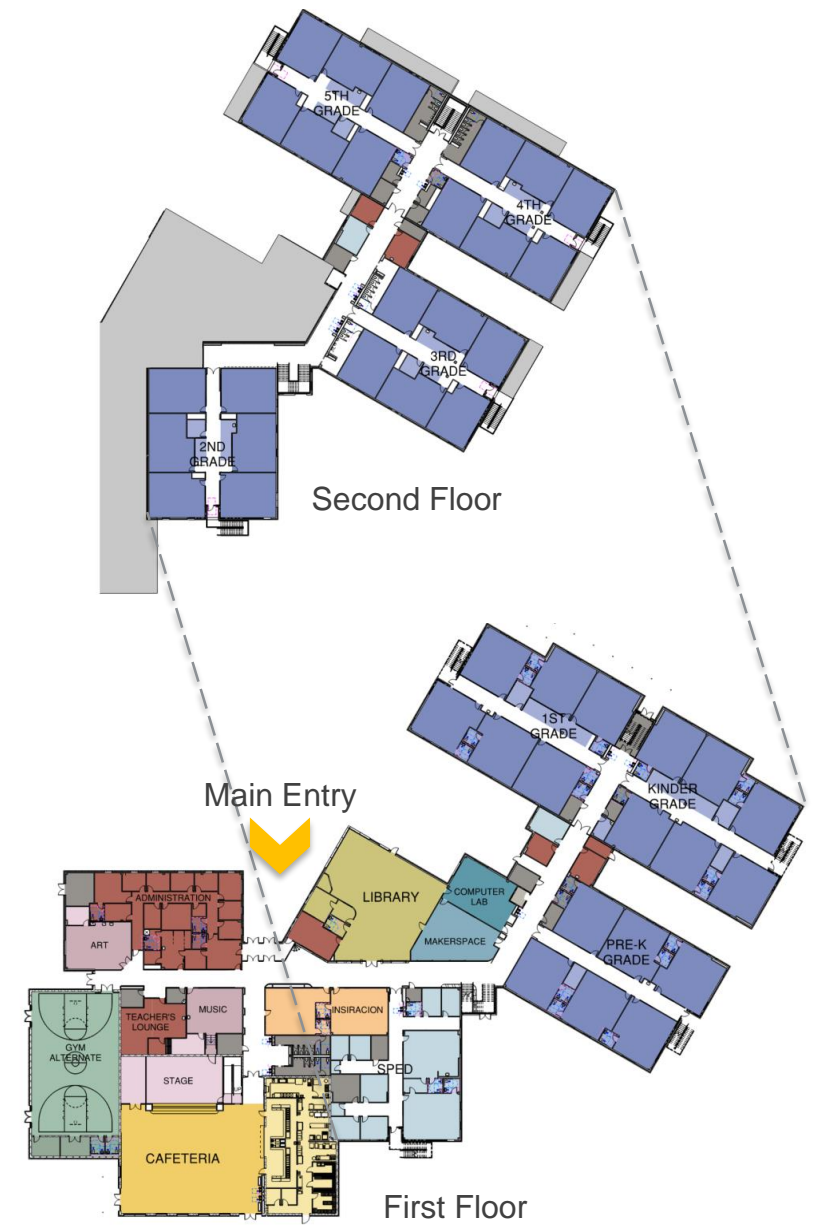 5TH
GRADE
4TH
GRADE
3RD
GRADE
2ND
GRADE
Second Floor
1ST
GRADE
KINDER
GRADE
Main Entry
ADMINISTRATION
LIBRARY
COMPUTER
LAB
ART
MAKERSPACE
PRE-K
GRADE
TEACHER'S
LOUNGE
MUSIC
INSIRACION
GYM
ALTERNATE
SPED
STAGE
UP
CAFETERIA
First Floor